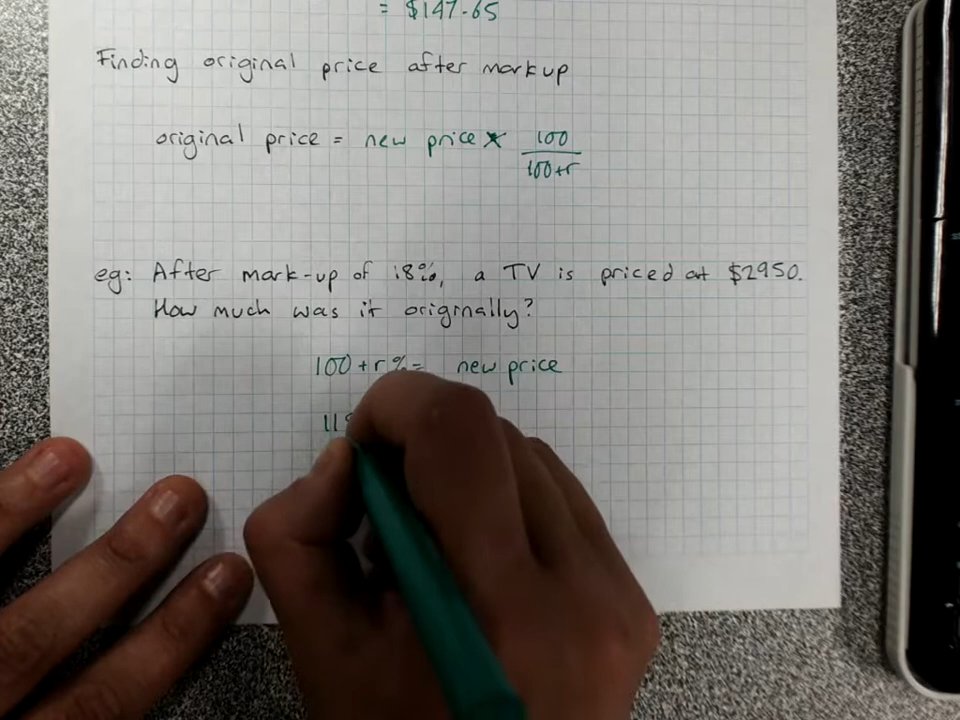 = $147.65
Finding original price after markup
original price = new price × 100
100+r
eg: After mark-up of 18%, a TV is priced at $2950.
How much was it originally?
100+r%= new price
11